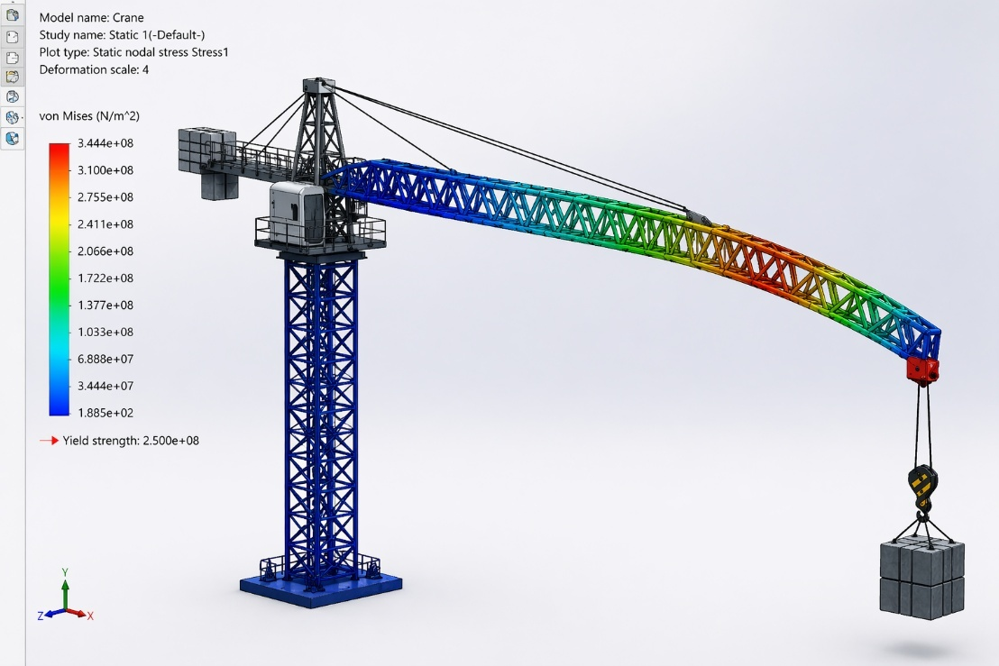 Model name: Crane
Study name: Static 1(-Default-)
Plot type: Static nodal stress Stress1
Deformation scale: 4
von Mises (N/m^2)
3.444e+08
3.100e+08
2.755e+08
2.411e+08
2.066e+08
1.722e+08
1.377e+08
1.033e+08
6.888e+07
3.444e+07
1.885e+02
Yield strength: 2.500e+08
Y
Z
X